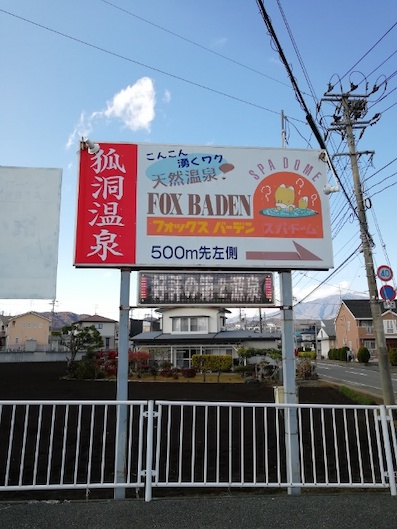 狐洞温泉
こんこん
湧くワク
天然温泉!
FOX BADEN
フォックス バーデン
SPA DOME
スパドーム
500m先左側
40